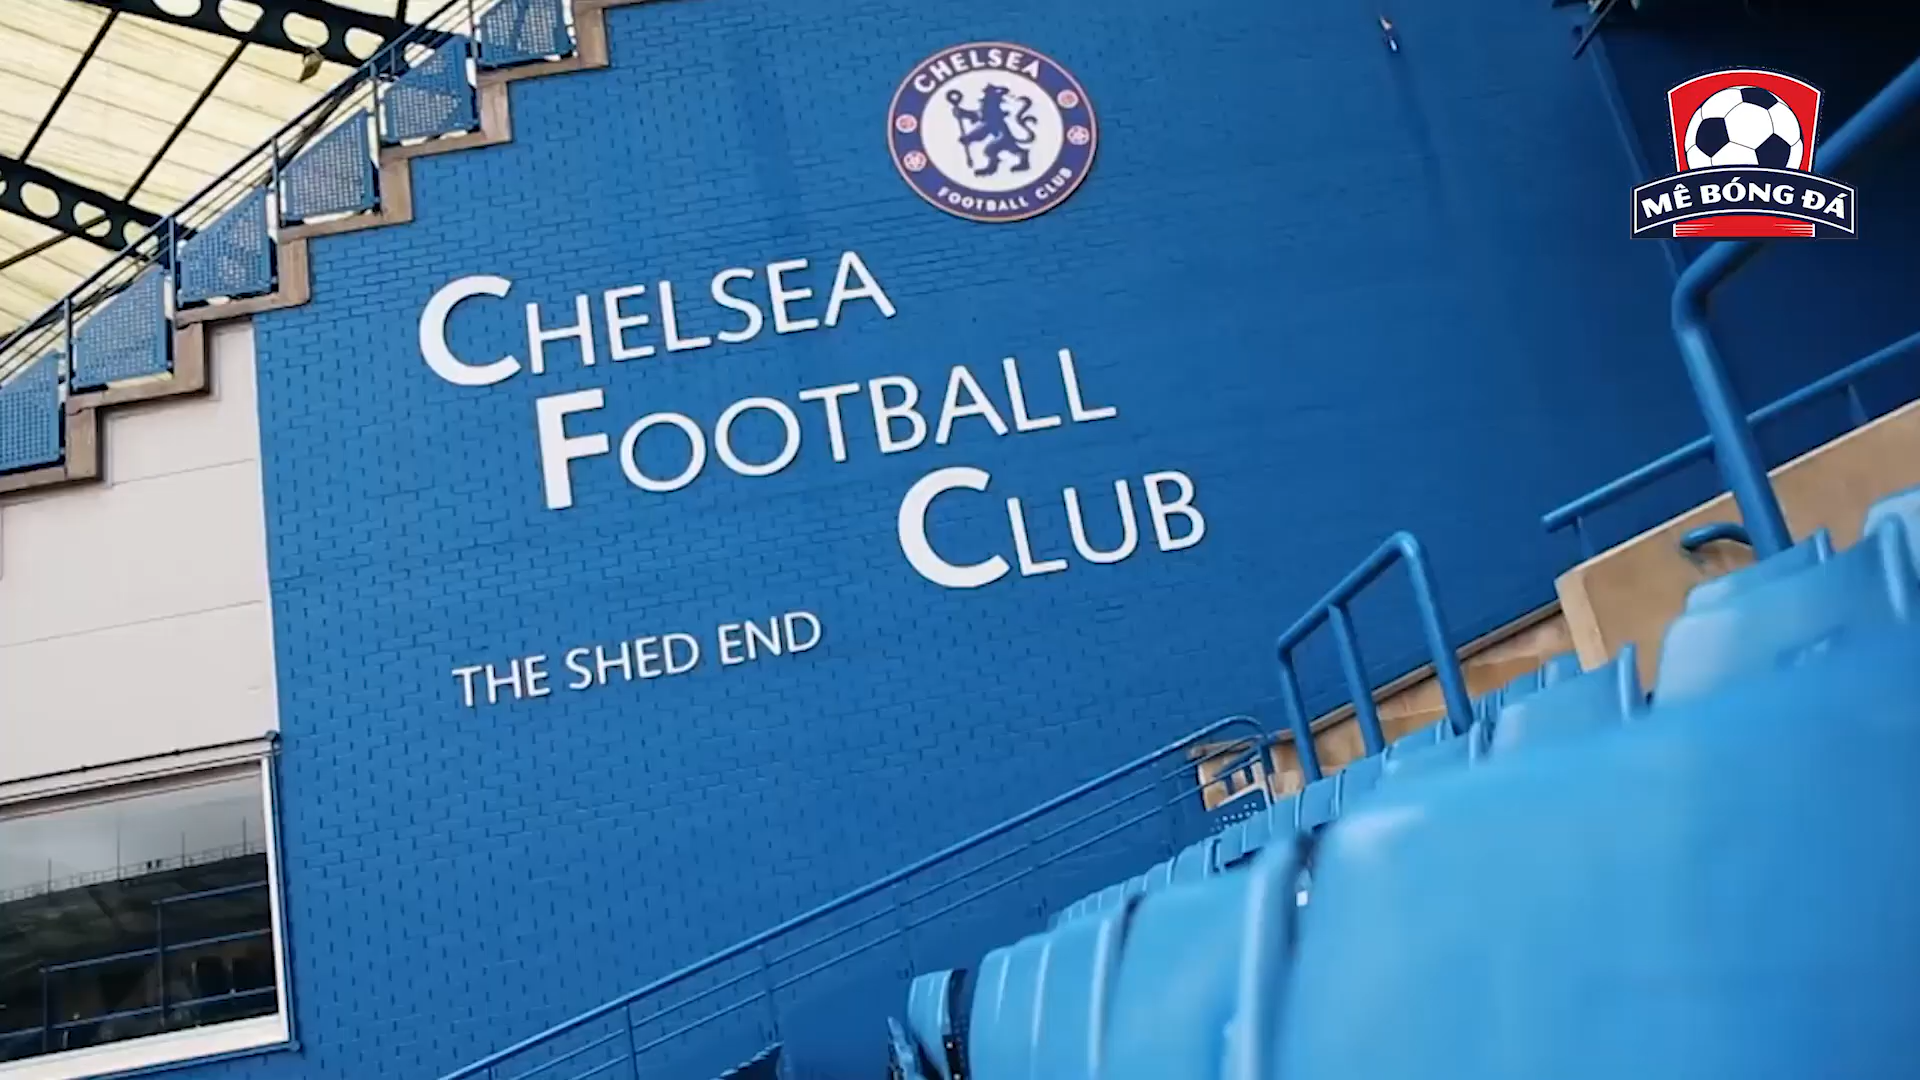 CHELSEA
FOOTBALL CLUB
MÊ BÓNG ĐÁ
CHELSEA
FOOTBALL
CLUB
THE SHED END